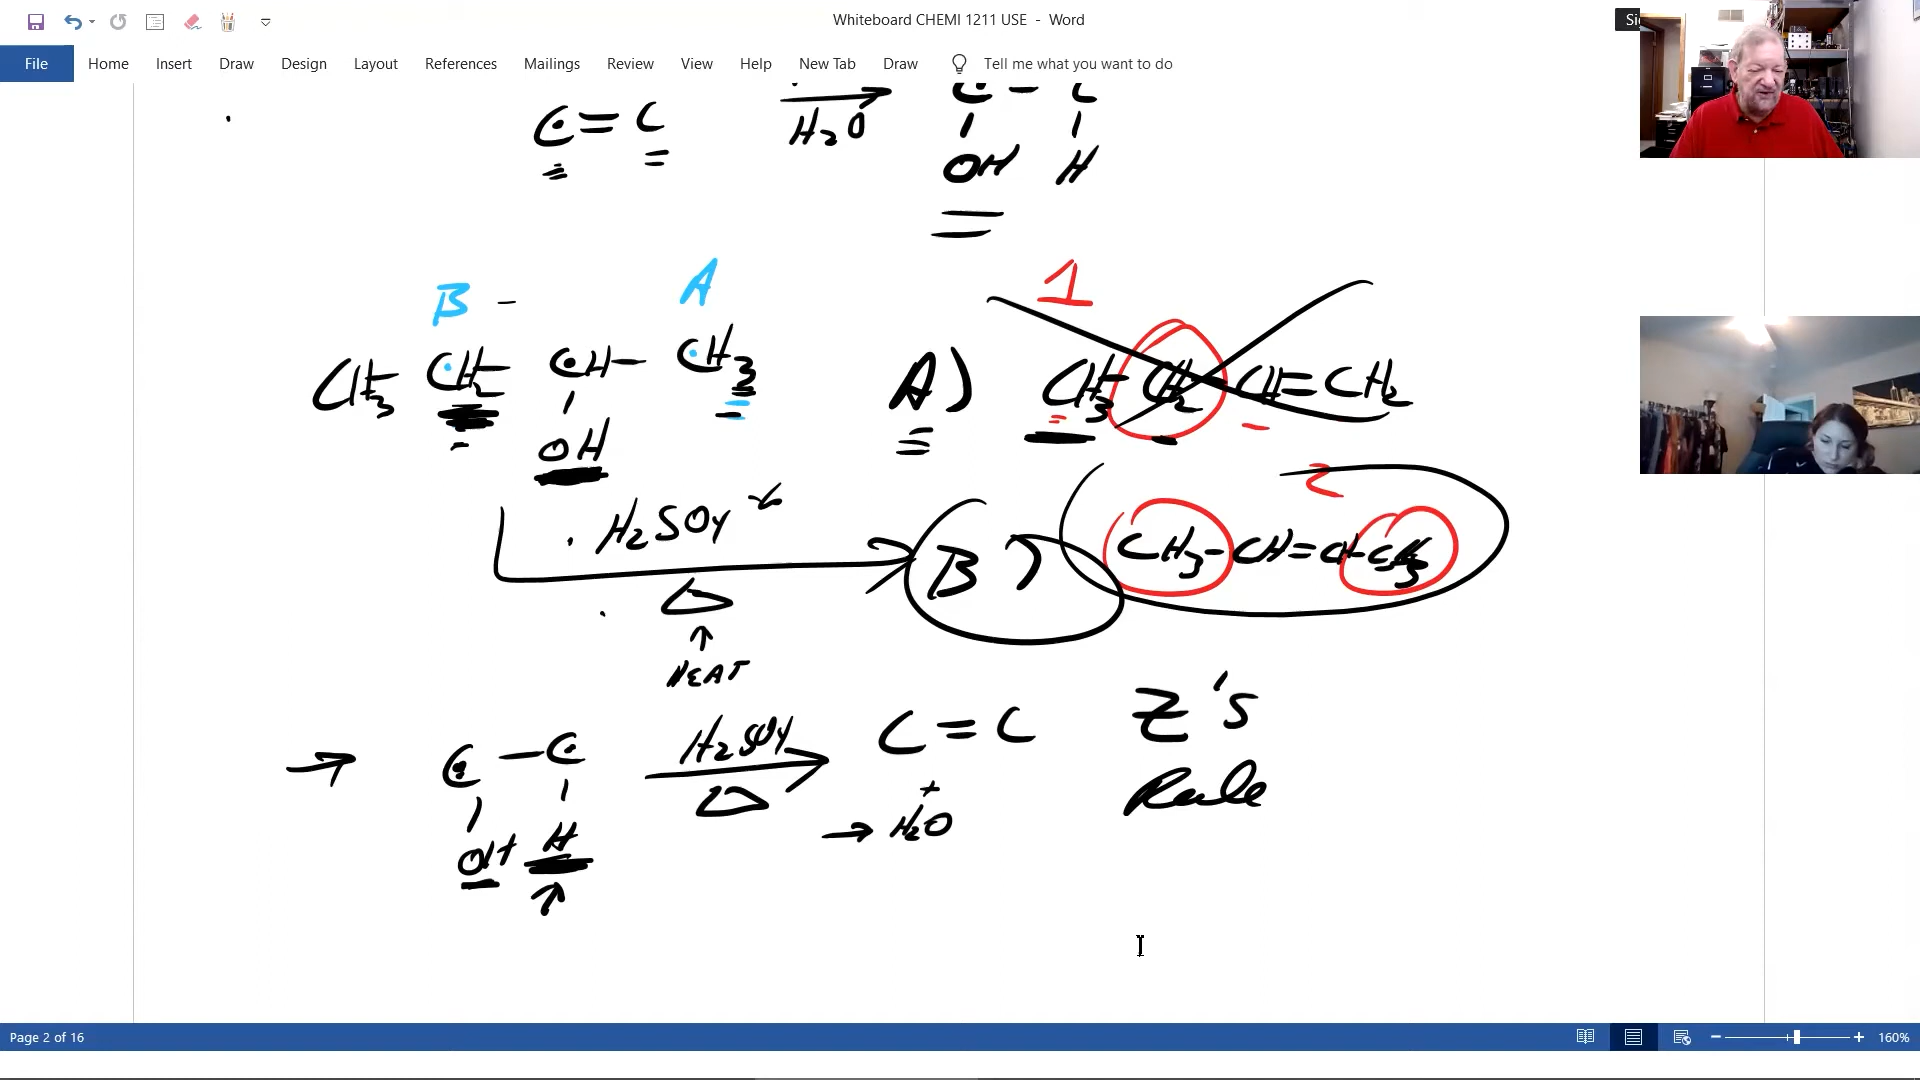 Whiteboard CHEMI 1211 USE - Word
File Home Insert Draw Design Layout References Mailings Review View Help New Tab Draw Tell me what you want to do
C = C H2O C - C
OH H
B - A 1
CH3 CH2 - CH - CH3 A) CH3 - CH2 - CH = CH2
OH
2
H2SO4 B) CH3 - CH = CH - CH3
Δ
↑
HEAT
→ C - C H2SO4 C = C Z's
Δ + Rule
OH H → H2O
↑
Page 2 of 16 160%